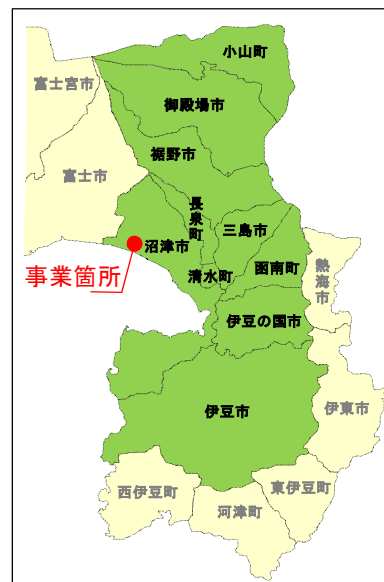 小山町
富士宮市
御殿場市
裾野市
富士市
長泉町
三島市
沼津市
函南町
熱海市
清水町
事業箇所
伊豆の国市
伊豆市
伊東市
東伊豆町
西伊豆町
河津町